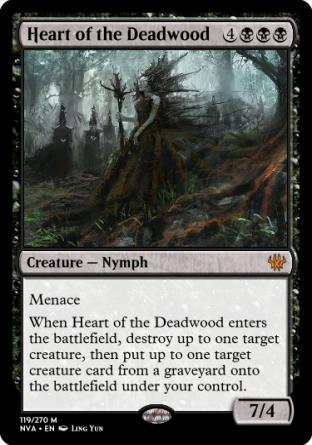 Heart of the Deadwood 4
Creature — Nymph
Menace
When Heart of the Deadwood enters
the battlefield, destroy up to one target
creature, then put up to one target
creature card from a graveyard onto
the battlefield under your control.
7/4
119/270 M
NVA • EN Ling Yun